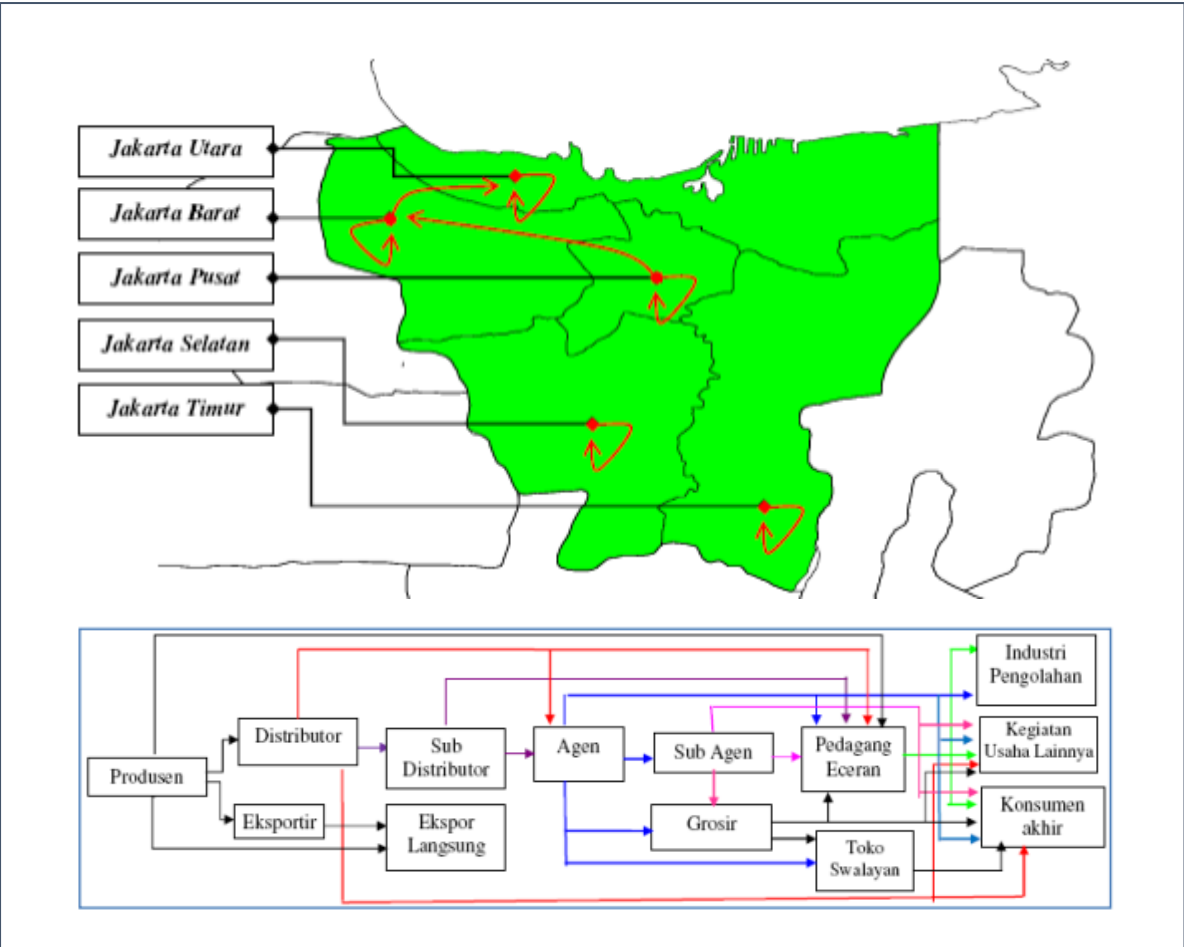 Jakarta Utara
Jakarta Barat
Jakarta Pusat
Jakarta Selatan
Jakarta Timur
Industri
Pengolahan
Distributor
Sub
Distributor
Agen
Sub Agen
Pedagang
Eceran
Kegiatan
Usaha Lainnya
Produsen
Eksportir
Ekspor
Langsung
Grosir
Toko
Swalayan
Konsumen
akhir